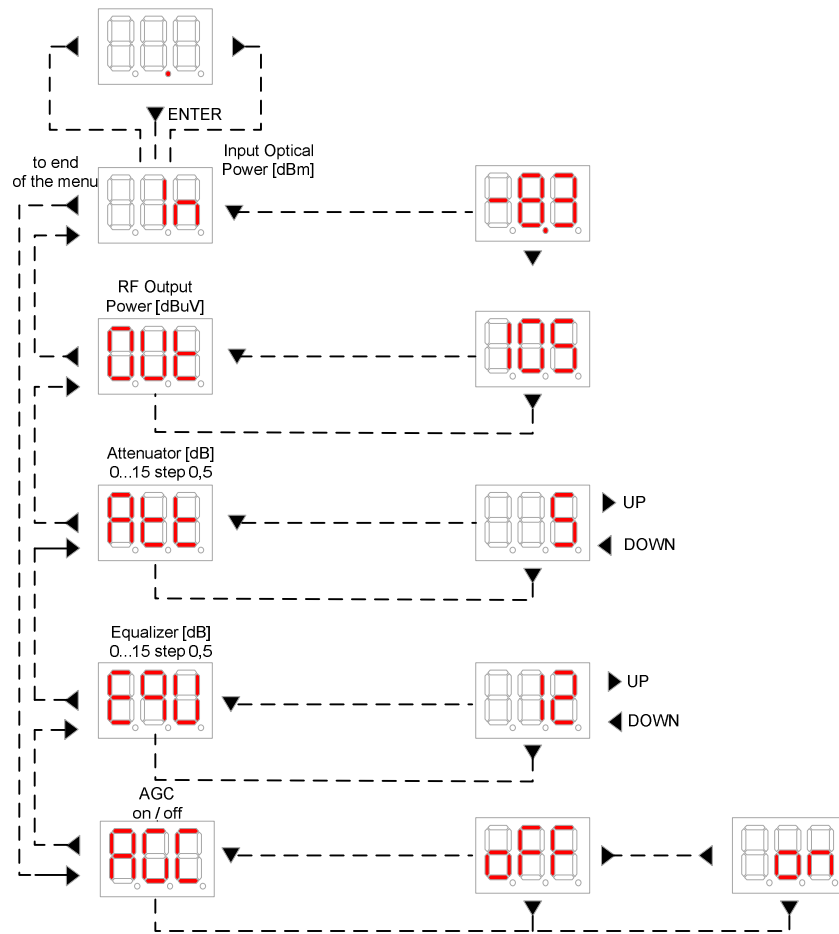 ENTER
to end
of the menu
Input Optical
Power [dBm]
In
-8.3
RF Output
Power [dBuV]
OUt
105
Attenuator [dB]
0...15 step 0,5
Att
5
UP
DOWN
Equalizer [dB]
0...15 step 0,5
EqU
12
UP
DOWN
AGC
on / off
AGC
oFF
on